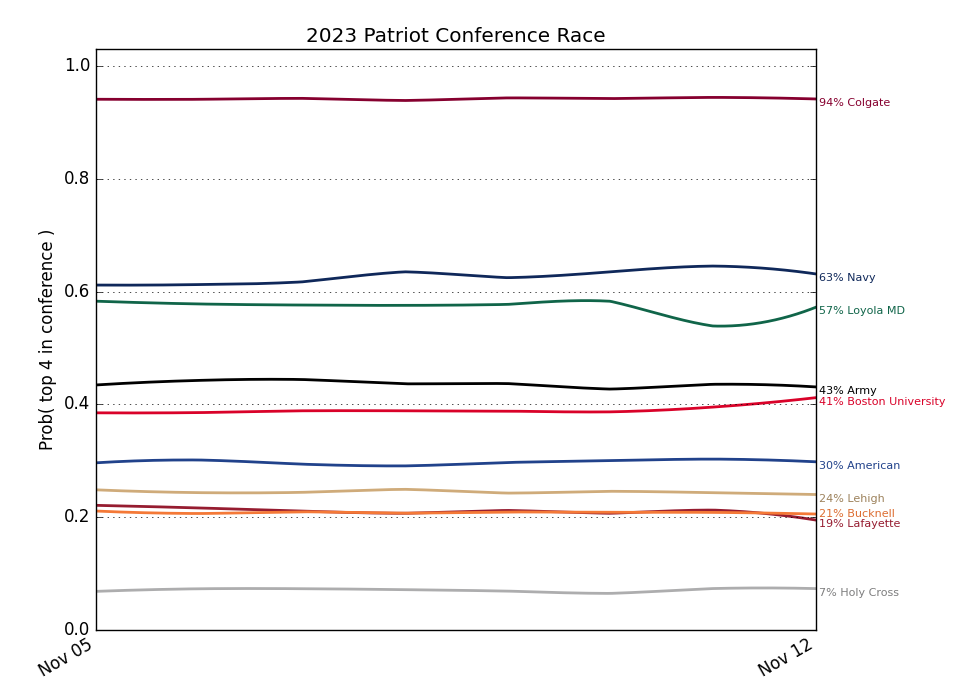 2023 Patriot Conference Race
Prob( top 4 in conference )
1.0
0.8
0.6
0.4
0.2
0.0
Nov 05
Nov 12
94% Colgate
63% Navy
57% Loyola MD
43% Army
41% Boston University
30% American
24% Lehigh
21% Bucknell
19% Lafayette
7% Holy Cross